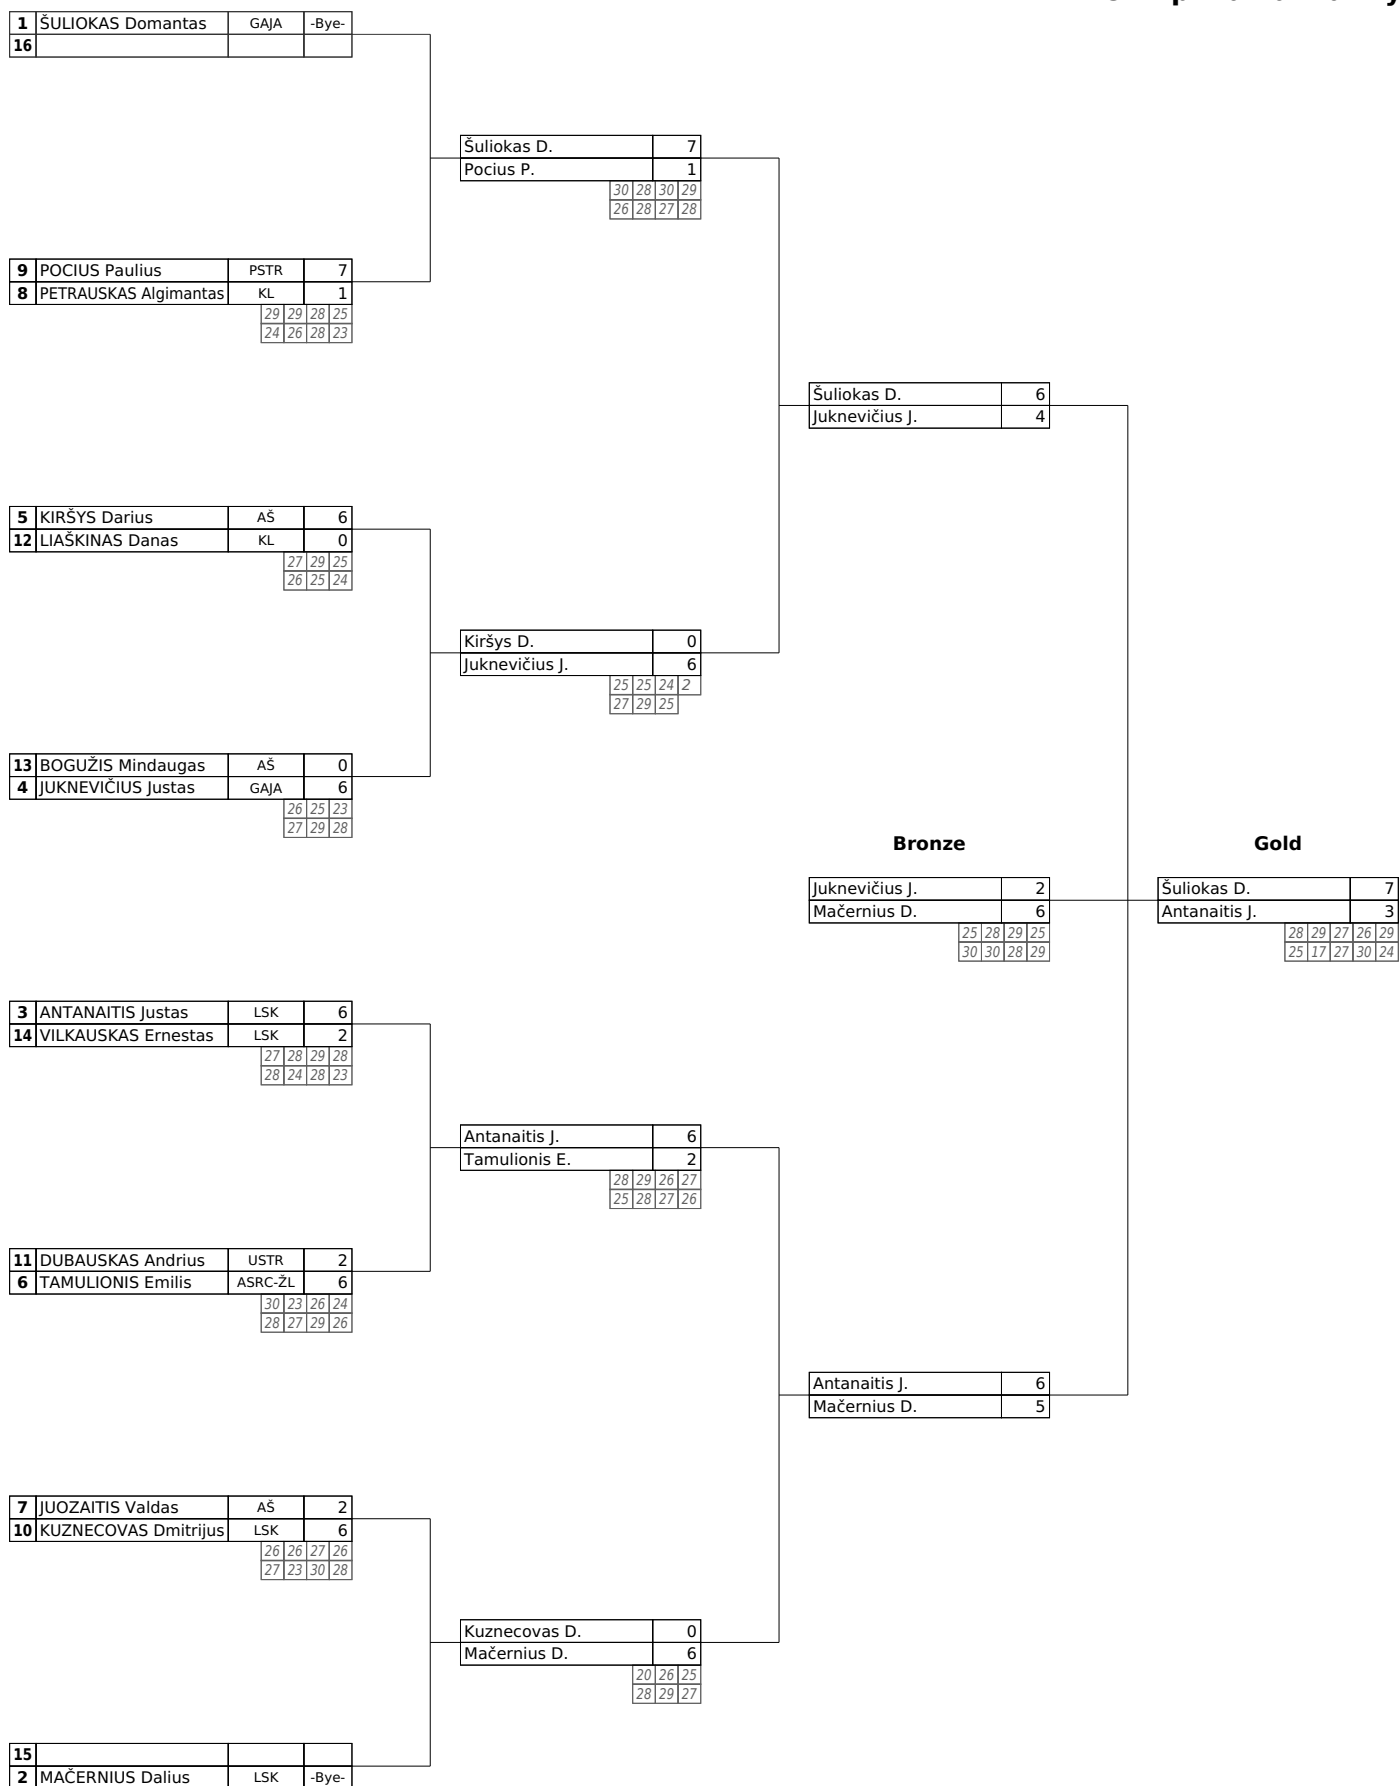 1 ŠULIOKAS Domantas GAJA -Bye-
16
Šuliokas D. 7
Pocius P. 1
30 28 30 29
26 28 27 28
9 POCIUS Paulius PSTR 7
8 PETRAUSKAS Algimantas KL 1
29 29 28 25
24 26 28 23
Šuliokas D. 6
Juknevičius J. 4
5 KIRŠYS Darius AŠ 6
12 LIAŠKINAS Danas KL 0
27 29 25
26 25 24
Kiršys D. 0
Juknevičius J. 6
25 25 24 2
27 29 25
13 BOGUŽIS Mindaugas AŠ 0
4 JUKNEVIČIUS Justas GAJA 6
26 25 23
27 29 28
Bronze Gold
Juknevičius J. 2 Šuliokas D. 7
Mačernius D. 6 Antanaitis J. 3
25 28 29 25 28 29 27 26 29
30 30 28 29 25 17 27 30 24
3 ANTANAITIS Justas LSK 6
14 VILKAUSKAS Ernestas LSK 2
27 28 29 28
28 24 28 23
Antanaitis J. 6
Tamulionis E. 2
28 29 26 27
25 28 27 26
11 DUBAUSKAS Andrius USTR 2
6 TAMULIONIS Emilis ASRC-ŽL 6
30 23 26 24
28 27 29 26
Antanaitis J. 6
Mačernius D. 5
7 JUOZAITIS Valdas AŠ 2
10 KUZNECOVAS Dmitrijus LSK 6
26 26 27 26
27 23 30 28
Kuznecovas D. 0
Mačernius D. 6
20 26 25
28 29 27
15
2 MAČERNIUS Dalius LSK -Bye-